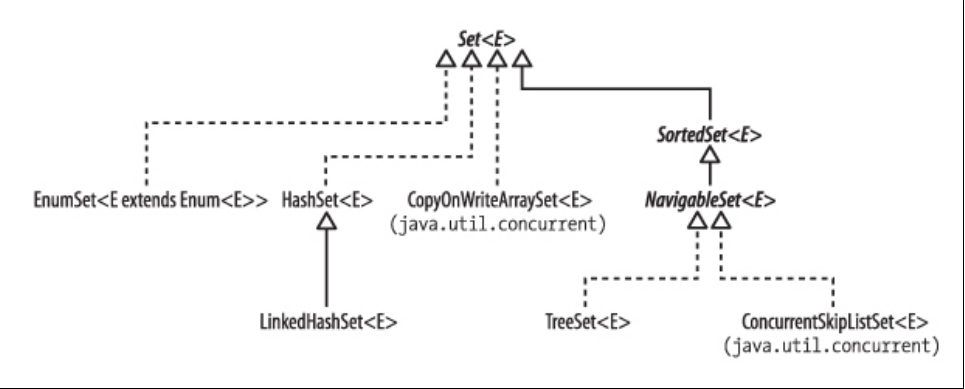 Set<E>
SortedSet<E>
EnumSet<E extends Enum<E>>
HashSet<E>
CopyOnWriteArraySet<E>
(java.util.concurrent)
NavigableSet<E>
LinkedHashSet<E>
TreeSet<E>
ConcurrentSkipListSet<E>
(java.util.concurrent)